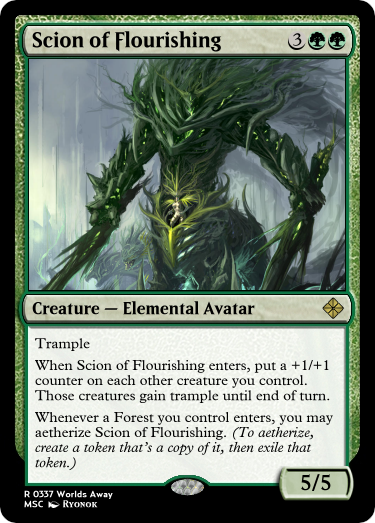 Scion of Flourishing 3
Creature — Elemental Avatar
Trample
When Scion of Flourishing enters, put a +1/+1
counter on each other creature you control.
Those creatures gain trample until end of turn.
Whenever a Forest you control enters, you may
aetherize Scion of Flourishing. (To aetherize,
create a token that's a copy of it, then exile that
token.)
5/5
R 0337 Worlds Away
MSC Ryonok